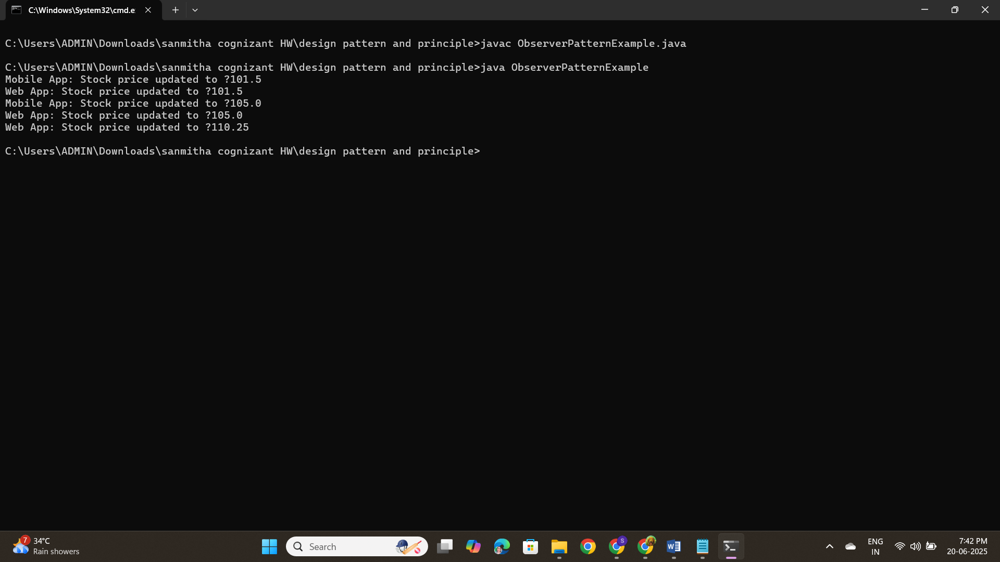 C:\Windows\System32\cmd.e
C:\Users\ADMIN\Downloads\sanmitha cognizant HW\design pattern and principle>javac ObserverPatternExample.java
C:\Users\ADMIN\Downloads\sanmitha cognizant HW\design pattern and principle>java ObserverPatternExample
Mobile App: Stock price updated to ?101.5
Web App: Stock price updated to ?101.5
Mobile App: Stock price updated to ?105.0
Web App: Stock price updated to ?105.0
Web App: Stock price updated to ?110.25
C:\Users\ADMIN\Downloads\sanmitha cognizant HW\design pattern and principle>
7
34°C
Rain showers
Search
S
W
ENG
IN
7:42 PM
20-06-2025